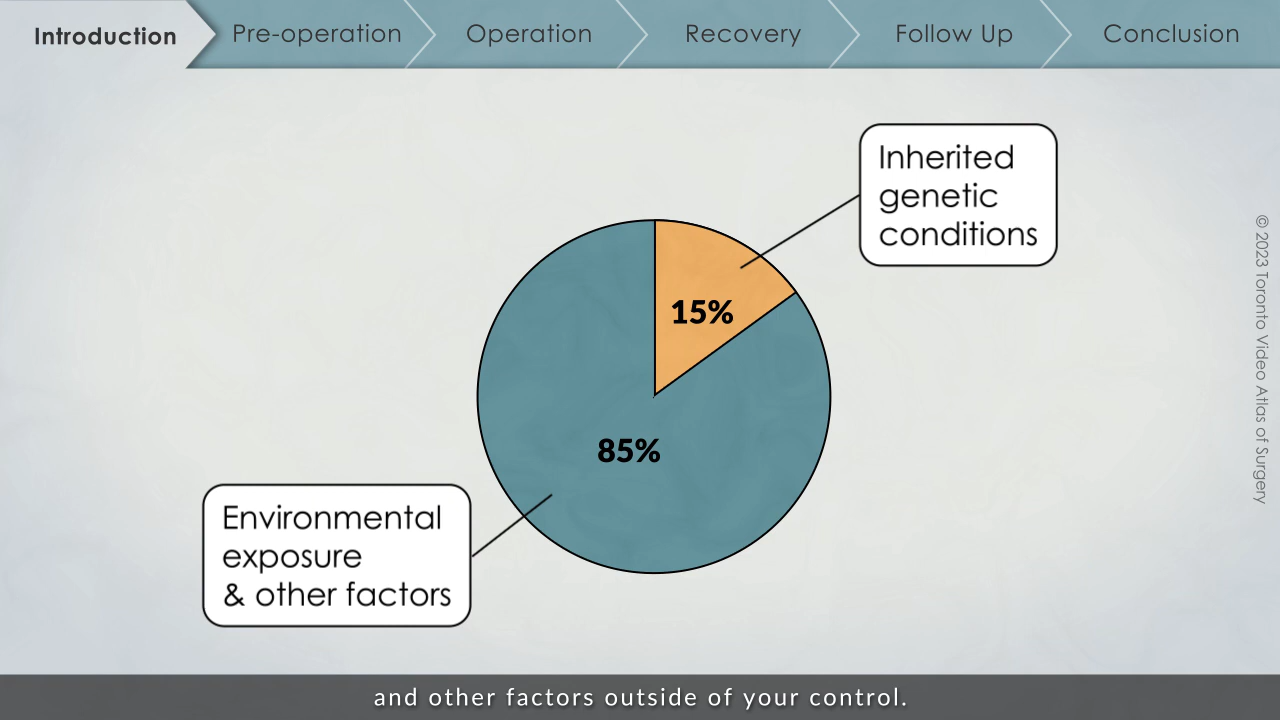 Introduction
Pre-operation
Operation
Recovery
Follow Up
Conclusion
Inherited
genetic
conditions
15%
85%
Environmental
exposure
& other factors
© 2023 Toronto Video Atlas of Surgery
and other factors outside of your control.